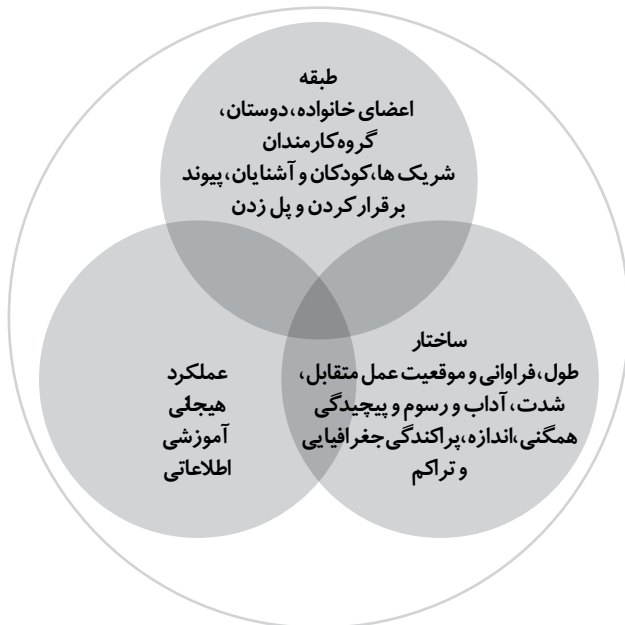 طبقه
اعضای خانواده، دوستان،
گروه کارمندان
شریک ها، کودکان و آشنایان، پیوند
برقرار کردن و پل زدن
ساختار
طول، فراوانی و موقعیت عمل متقابل،
شدت، آداب و رسوم و پیچیدگی
همگنی، اندازه، پراکندگی جغرافیایی
و تراکم
عملکرد
هیجانی
آموزشی
اطلاعاتی